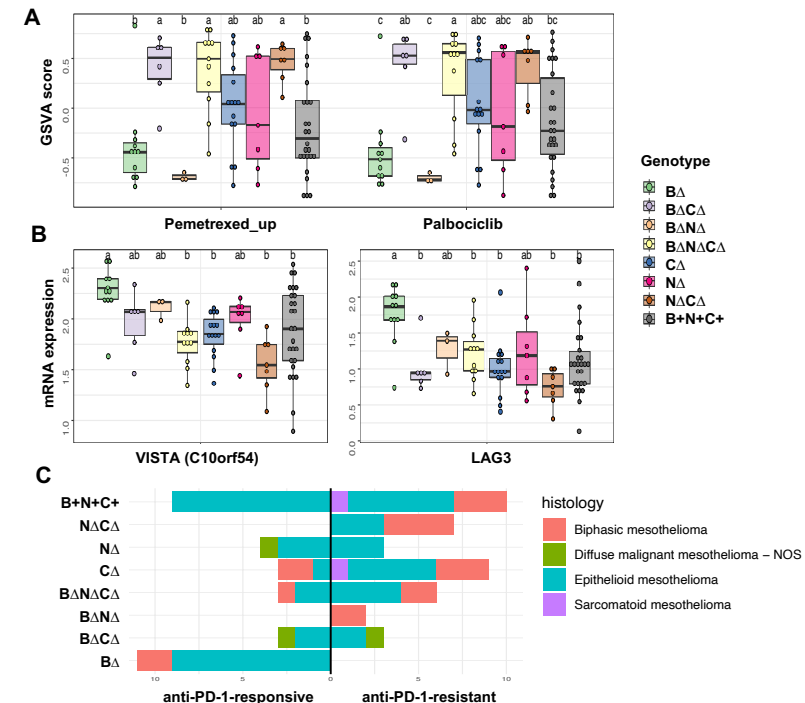 A
b a b a ab ab a b c ab c a abc abc ab bc
GSVA score
0.5
0.0
-0.5
Pemetrexed_up Palbociclib
Genotype
BΔ
BΔCΔ
BΔNΔ
BΔNΔCΔ
CΔ
NΔ
NΔCΔ
B+N+C+
B
a ab ab b b ab b b
a b ab b b ab b b
mRNA expression
2.5
2.0
1.5
1.0
2.5
2.0
1.5
1.0
0.5
0.0
VISTA (C10orf54) LAG3
C
B+N+C+
NΔCΔ
NΔ
CΔ
BΔNΔCΔ
BΔNΔ
BΔCΔ
BΔ
10 5 0 5 10
anti-PD-1-responsive anti-PD-1-resistant
histology
Biphasic mesothelioma
Diffuse malignant mesothelioma – NOS
Epithelioid mesothelioma
Sarcomatoid mesothelioma